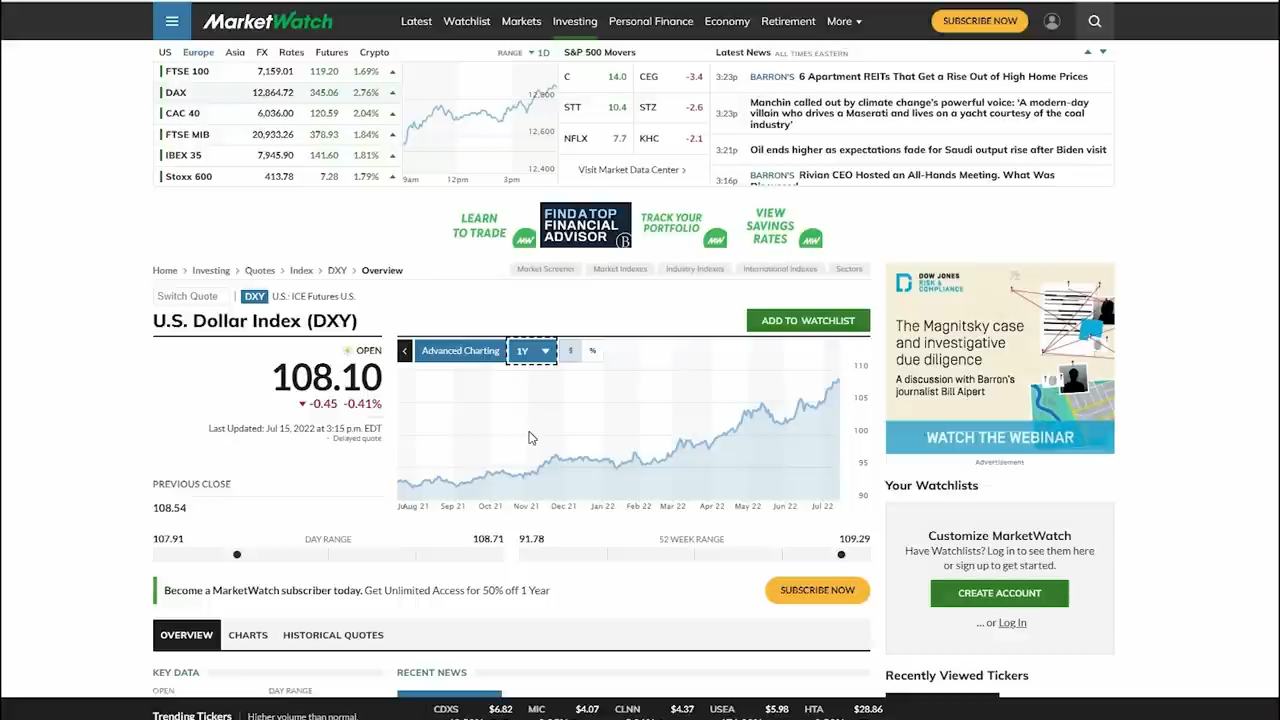 MarketWatch
Latest Watchlist Markets Investing Personal Finance Economy Retirement More
SUBSCRIBE NOW
US Europe Asia FX Rates Futures Crypto
RANGE 1D
FTSE 100 7,159.01 119.20 1.69%
DAX 12,864.72 345.06 2.76%
CAC 40 6,036.00 120.59 2.04%
FTSE MIB 20,933.26 378.93 1.84%
IBEX 35 7,945.90 141.60 1.81%
Stoxx 600 413.78 7.28 1.79%
12,800
12,600
12,400
9am 12pm 3pm
S&P 500 Movers
C 14.0 CEG -3.4
STT 10.4 STZ -2.6
NFLX 7.7 KHC -2.1
Visit Market Data Center >
Latest News ALL TIMES EASTERN
3:23p BARRON'S 6 Apartment REITs That Get a Rise Out of High Home Prices
3:23p Manchin called out by climate change's powerful voice: 'A modern-day
villain who drives a Maserati and lives on a yacht courtesy of the coal
industry'
3:21p Oil ends higher as expectations fade for Saudi output rise after Biden visit
3:16p BARRON'S Rivian CEO Hosted an All-Hands Meeting. What Was
LEARN
TO TRADE
MW
FIND A TOP
FINANCIAL
ADVISOR
B
TRACK YOUR
PORTFOLIO
MW
VIEW
SAVINGS
RATES
MW
Home > Investing > Quotes > Index > DXY > Overview
Market Screener Market Indexes Industry Indexes International Indexes Sectors
Switch Quote | DXY U.S.: ICE Futures U.S.
U.S. Dollar Index (DXY)
ADD TO WATCHLIST
OPEN
108.10
-0.45 -0.41%
Last Updated: Jul 15, 2022 at 3:15 p.m. EDT
Delayed quote
PREVIOUS CLOSE
108.54
Advanced Charting 1Y $ %
110
105
100
95
90
Aug 21 Sep 21 Oct 21 Nov 21 Dec 21 Jan 22 Feb 22 Mar 22 Apr 22 May 22 Jun 22 Jul 22
107.91 DAY RANGE 108.71
91.78 52 WEEK RANGE 109.29
Become a MarketWatch subscriber today. Get Unlimited Access for 50% off 1 Year
SUBSCRIBE NOW
OVERVIEW CHARTS HISTORICAL QUOTES
KEY DATA
OPEN DAY RANGE
RECENT NEWS
DOW JONES
RISK &
COMPLIANCE
The Magnitsky case
and investigative
due diligence
A discussion with Barron's
journalist Bill Alpert
WATCH THE WEBINAR
Advertisement
Your Watchlists
Customize MarketWatch
Have Watchlists? Log in to see them here
or sign up to get started.
CREATE ACCOUNT
... or Log In
Recently Viewed Tickers
Trending Tickers | Higher volume than normal.
CDXS $6.82 MIC $4.07 CLNN $4.37 USEA $5.98 HTA $28.86